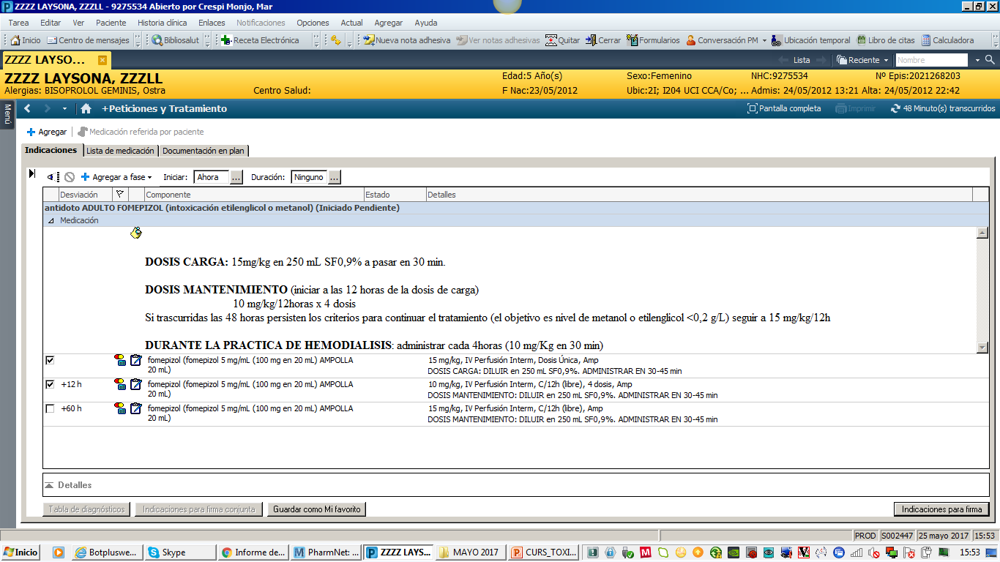 ZZZZ LAYSONA, ZZZLL - 9275534 Abierto por Crespi Monjo, Mar
Tarea Editar Ver Paciente Historia clínica Enlaces Notificaciones Opciones Actual Agregar Ayuda
Inicio Centro de mensajes Bibliosalut Receta Electrónica Nueva nota adhesiva Ver notas adhesivas Quitar Cerrar Formularios Conversación PM Ubicación temporal Libro de citas Calculadora
ZZZZ LAYSO... Lista Reciente Nombre
ZZZZ LAYSONA, ZZZLL Edad:5 Año(s) Sexo:Femenino NHC:9275534 Nº Epis:2021268203
Alergias: BISOPROLOL GEMINIS, Ostra Centro Salud: F Nac:23/05/2012 Ubic:2I; I204 UCI CCA/Co; ... Admis: 24/05/2012 13:21 Alta: 24/05/2012 22:42
Menú
+Peticiones y Tratamiento Pantalla completa Imprimir 48 Minuto(s) transcurridos
Agregar Medicación referida por paciente
Indicaciones Lista de medicación Documentación en plan
Agregar a fase Iniciar: Ahora ... Duración: Ninguno ...
Desviación Componente Estado Detalles
antidoto ADULTO FOMEPIZOL (intoxicación etilenglicol o metanol) (Iniciado Pendiente)
Medicación
DOSIS CARGA: 15mg/kg en 250 mL SF0,9% a pasar en 30 min.
DOSIS MANTENIMIENTO (iniciar a las 12 horas de la dosis de carga)
10 mg/kg/12horas x 4 dosis
Si trascurridas las 48 horas persisten los criterios para continuar el tratamiento (el objetivo es nivel de metanol o etilenglicol <0,2 g/L) seguir a 15 mg/kg/12h
DURANTE LA PRACTICA DE HEMODIALISIS: administrar cada 4horas (10 mg/Kg en 30 min)
fomepizol (fomepizol 5 mg/mL (100 mg en 20 mL) AMPOLLA 15 mg/kg, IV Perfusión Interm, Dosis Única, Amp
20 mL) DOSIS CARGA: DILUIR en 250 mL SF0,9%. ADMINISTRAR EN 30-45 min
+12 h fomepizol (fomepizol 5 mg/mL (100 mg en 20 mL) AMPOLLA 10 mg/kg, IV Perfusión Interm, C/12h (libre), 4 dosis, Amp
20 mL) DOSIS MANTENIMIENTO: DILUIR en 250 mL SF0,9%. ADMINISTRAR EN 30-45 min
+60 h fomepizol (fomepizol 5 mg/mL (100 mg en 20 mL) AMPOLLA 15 mg/kg, IV Perfusión Interm, C/12h (libre), Amp
20 mL) DOSIS MANTENIMIENTO: DILUIR en 250 mL SF0,9%. ADMINISTRAR EN 30-45 min
Detalles
Tabla de diagnósticos Indicaciones para firma conjunta Guardar como Mi favorito Indicaciones para firma
PROD S002447 25 mayo 2017 15:53
Inicio Botpluswe... Skype Informe de... PharmNet: ... ZZZZ LAYS... MAYO 2017 CURS_TOXI... 15:53